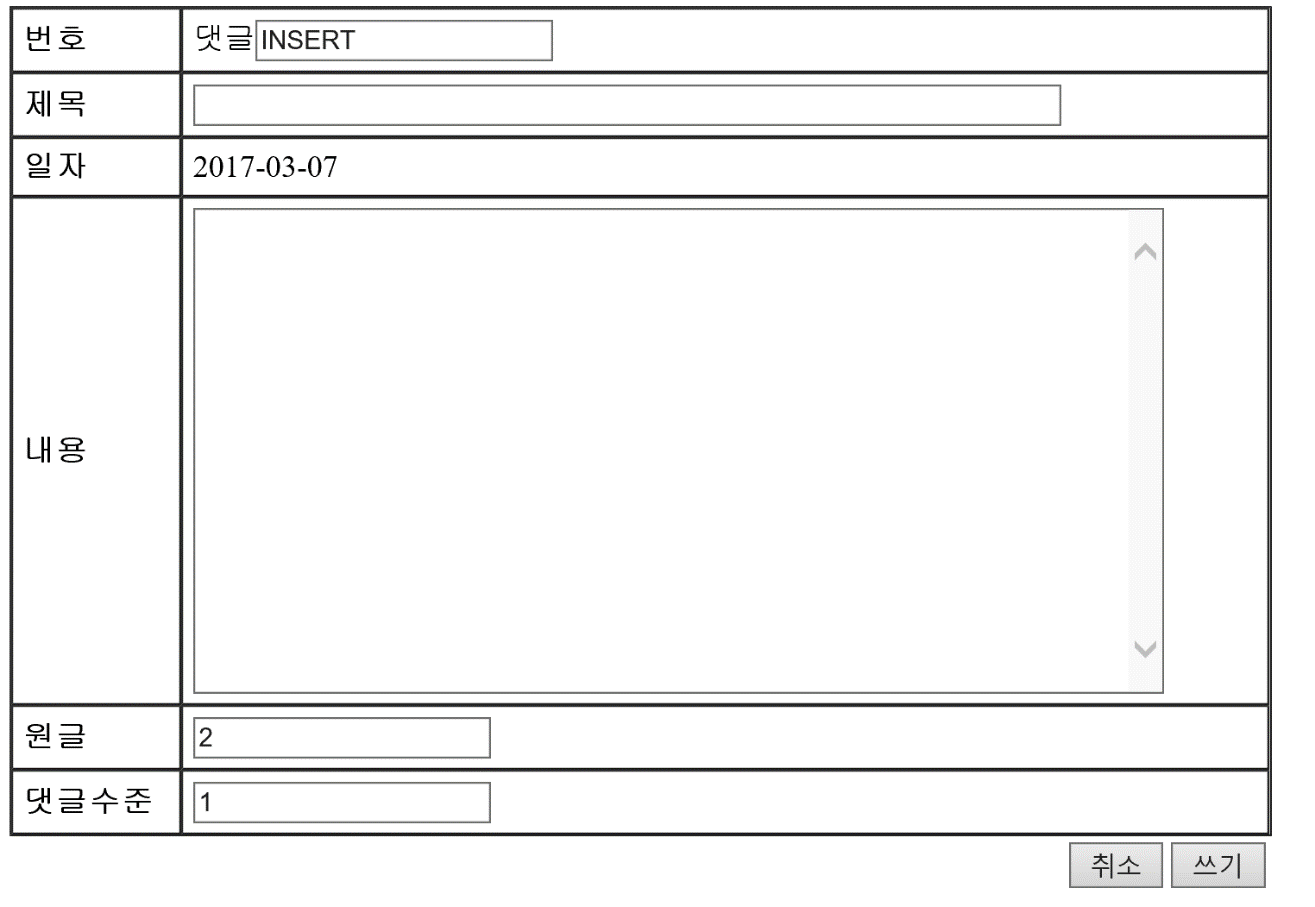 번호 댓글 INSERT
제목
일자 2017-03-07
내용
원글 2
댓글수준 1
취소 쓰기